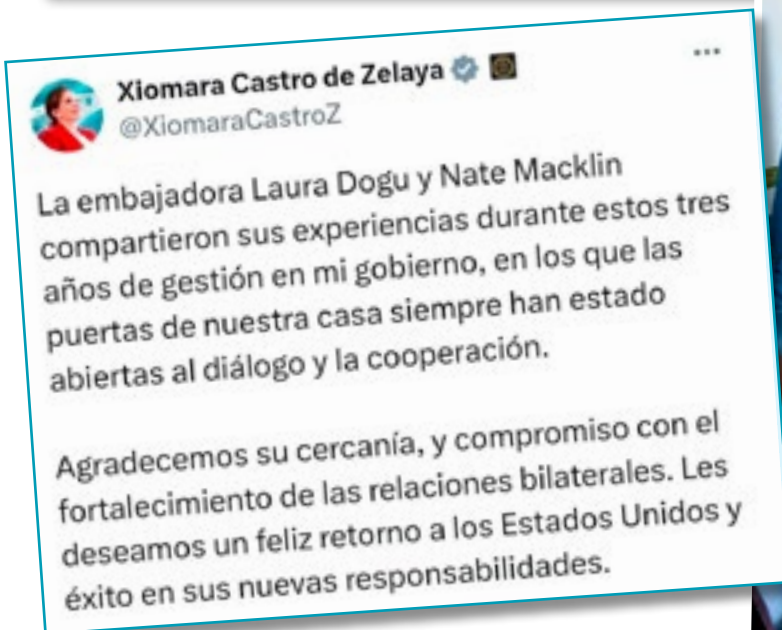 Xiomara Castro de Zelaya
@XiomaraCastroZ
La embajadora Laura Dogu y Nate Macklin
compartieron sus experiencias durante estos tres
años de gestión en mi gobierno, en los que las
puertas de nuestra casa siempre han estado
abiertas al diálogo y la cooperación.
Agradecemos su cercanía, y compromiso con el
fortalecimiento de las relaciones bilaterales. Les
deseamos un feliz retorno a los Estados Unidos y
éxito en sus nuevas responsabilidades.